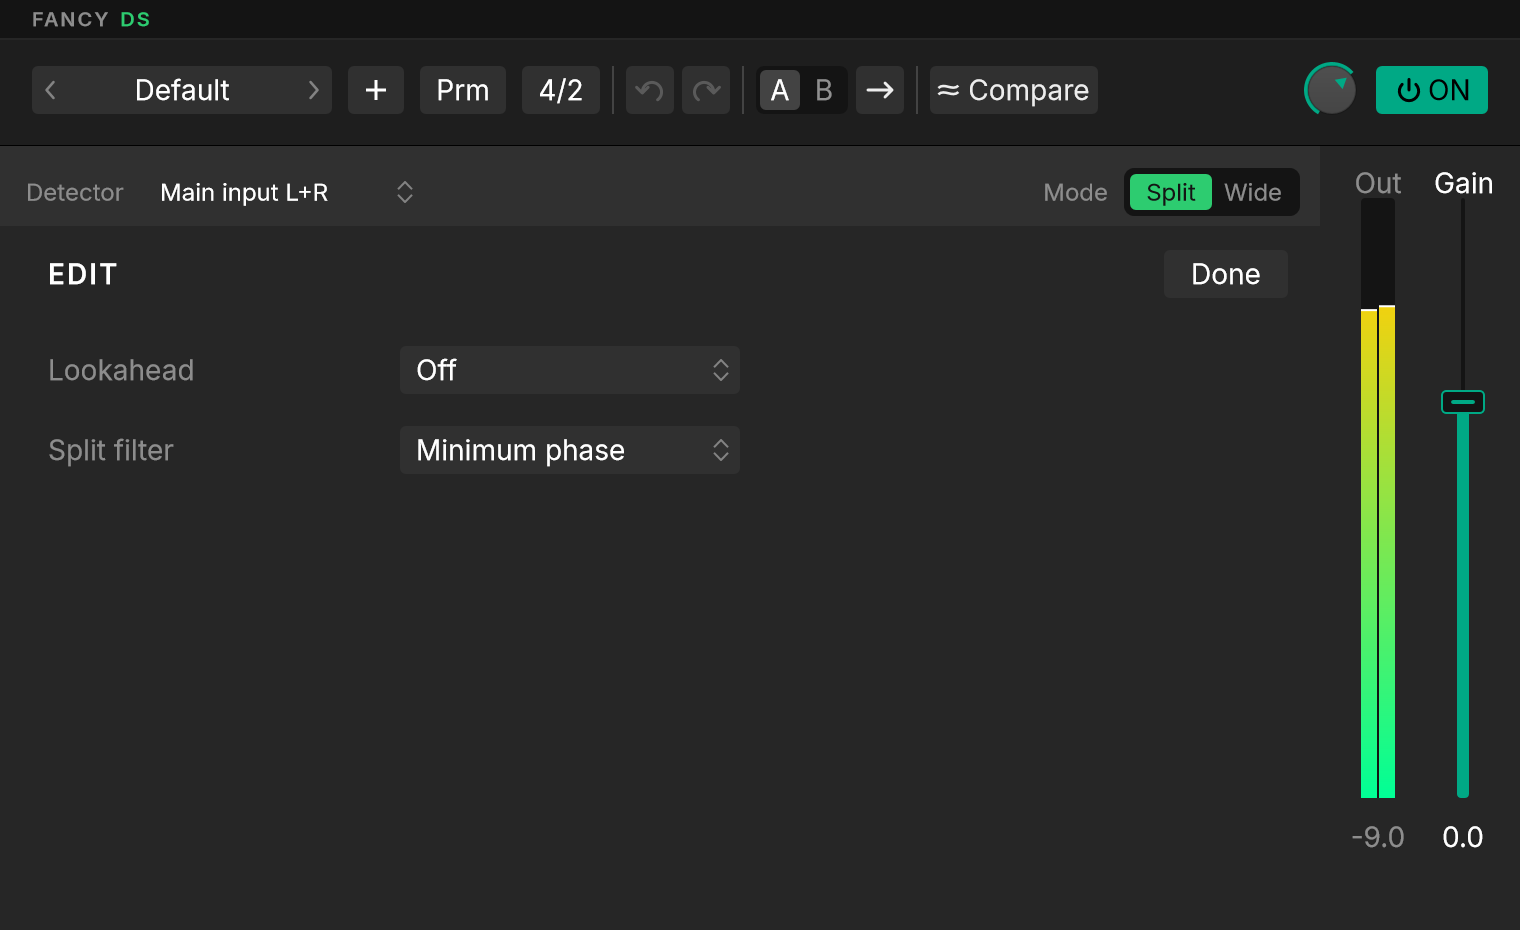 FANCY DS
Default + Prm 4/2 A B → ≈ Compare ON
Detector Main input L+R Mode Split Wide Out Gain
EDIT Done
Lookahead Off
Split filter Minimum phase
-9.0 0.0